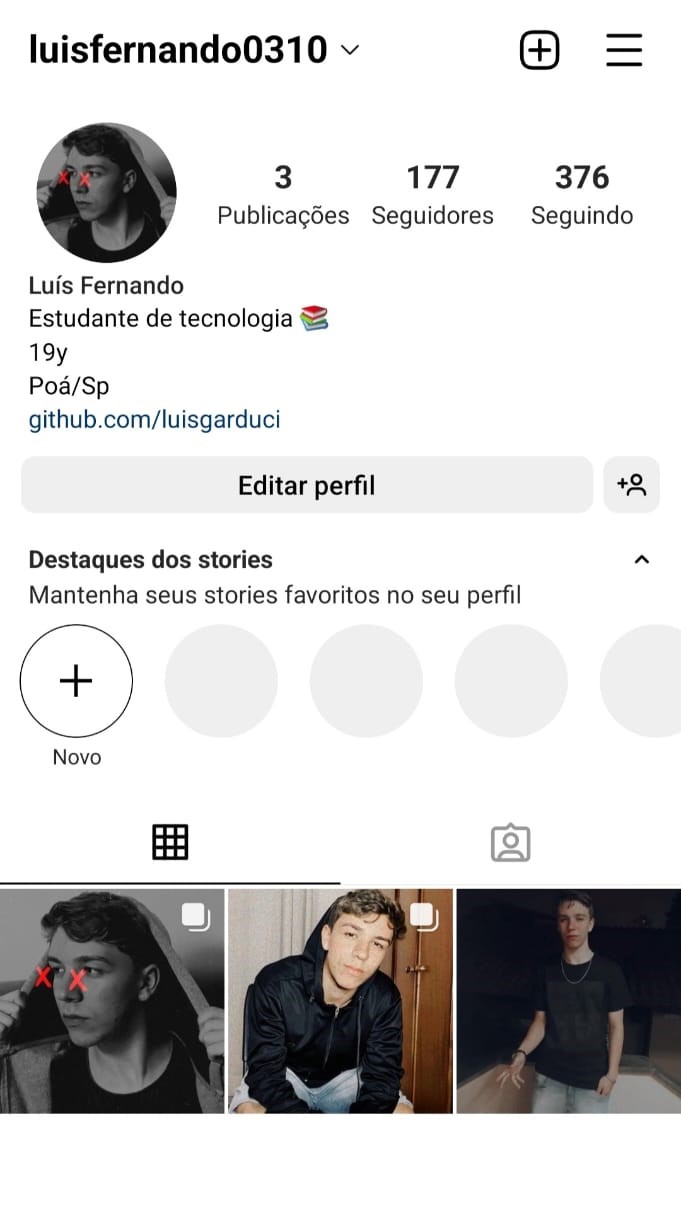 luisfernando0310
3 177 376
Publicações Seguidores Seguindo
Luís Fernando
Estudante de tecnologia 📚
19y
Poá/Sp
github.com/luisgarduci
Editar perfil
Destaques dos stories
Mantenha seus stories favoritos no seu perfil
Novo